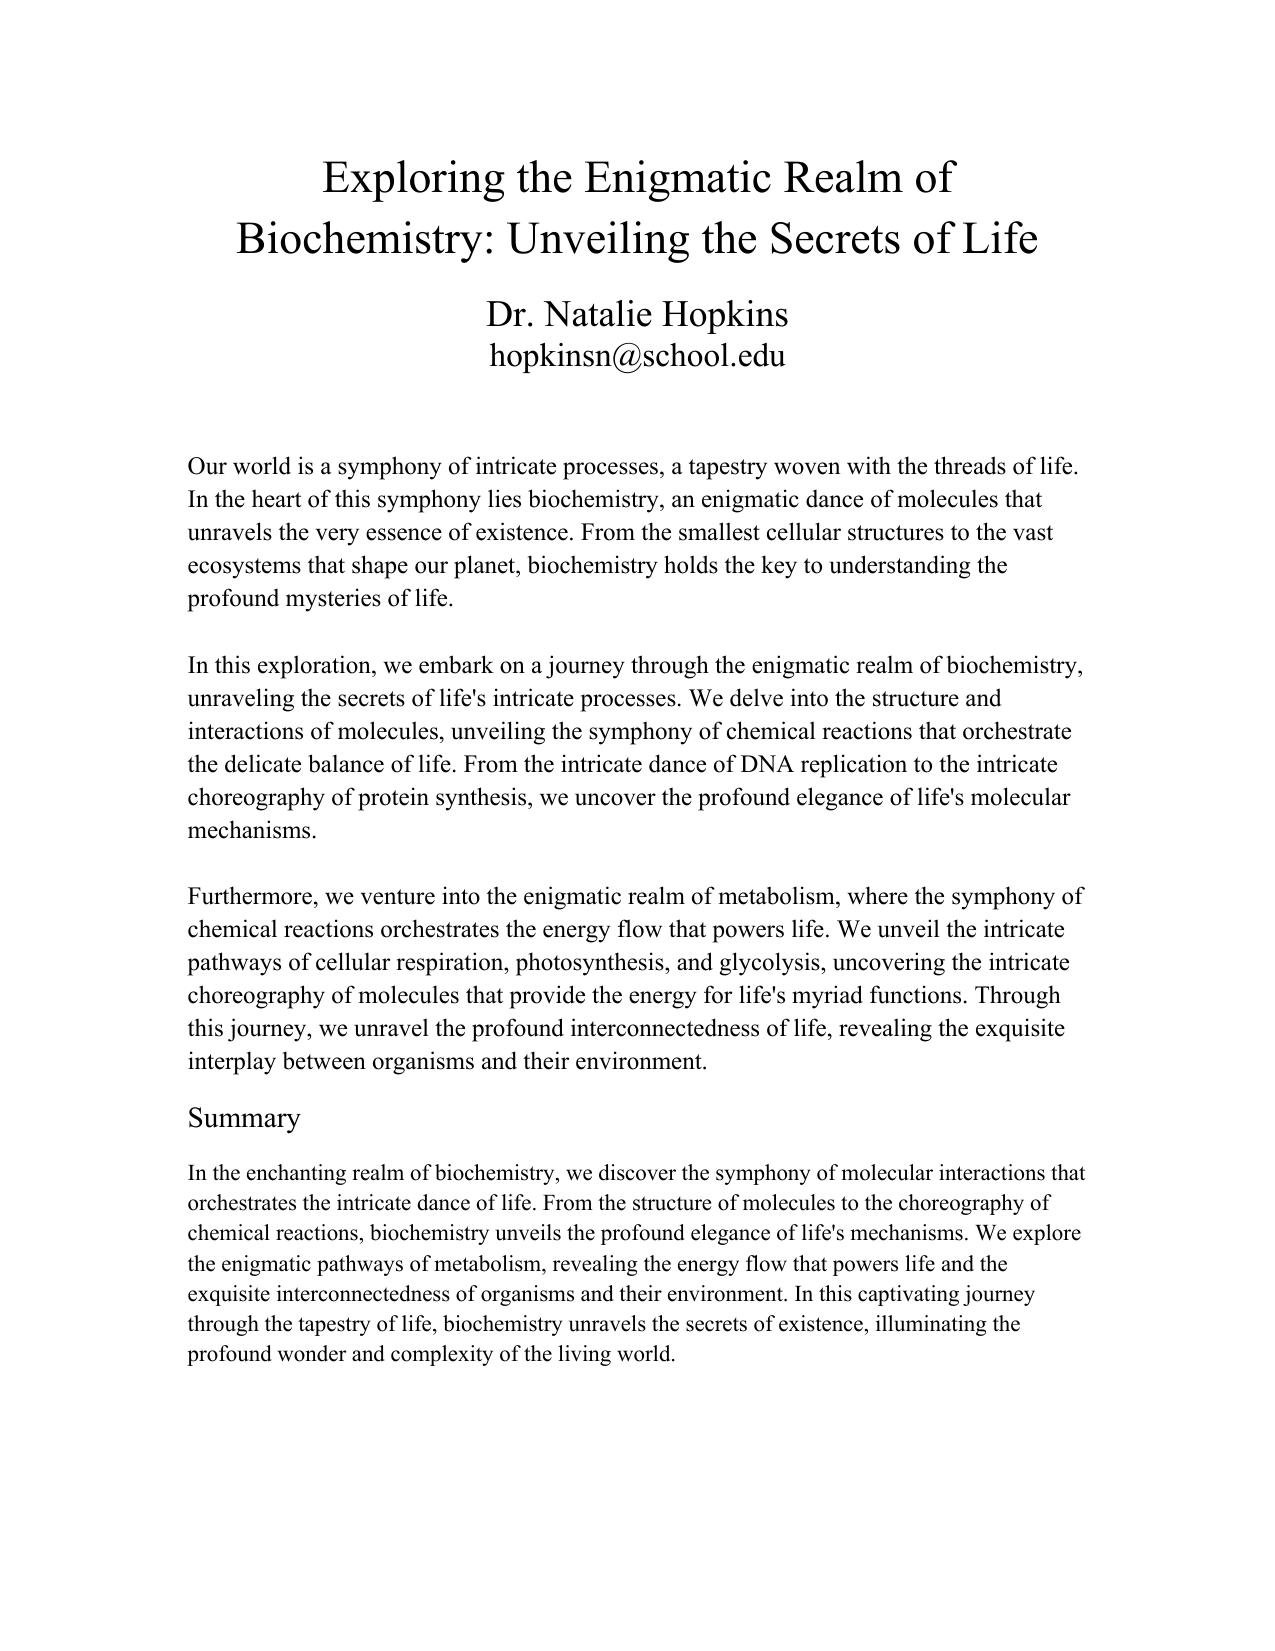 Exploring the Enigmatic Realm of
Biochemistry: Unveiling the Secrets of Life
Dr. Natalie Hopkins
hopkinsn@school.edu
Our world is a symphony of intricate processes, a tapestry woven with the threads of life.
In the heart of this symphony lies biochemistry, an enigmatic dance of molecules that
unravels the very essence of existence. From the smallest cellular structures to the vast
ecosystems that shape our planet, biochemistry holds the key to understanding the
profound mysteries of life.
In this exploration, we embark on a journey through the enigmatic realm of biochemistry,
unraveling the secrets of life's intricate processes. We delve into the structure and
interactions of molecules, unveiling the symphony of chemical reactions that orchestrate
the delicate balance of life. From the intricate dance of DNA replication to the intricate
choreography of protein synthesis, we uncover the profound elegance of life's molecular
mechanisms.
Furthermore, we venture into the enigmatic realm of metabolism, where the symphony of
chemical reactions orchestrates the energy flow that powers life. We unveil the intricate
pathways of cellular respiration, photosynthesis, and glycolysis, uncovering the intricate
choreography of molecules that provide the energy for life's myriad functions. Through
this journey, we unravel the profound interconnectedness of life, revealing the exquisite
interplay between organisms and their environment.
Summary
In the enchanting realm of biochemistry, we discover the symphony of molecular interactions that
orchestrates the intricate dance of life. From the structure of molecules to the choreography of
chemical reactions, biochemistry unveils the profound elegance of life's mechanisms. We explore
the enigmatic pathways of metabolism, revealing the energy flow that powers life and the
exquisite interconnectedness of organisms and their environment. In this captivating journey
through the tapestry of life, biochemistry unravels the secrets of existence, illuminating the
profound wonder and complexity of the living world.